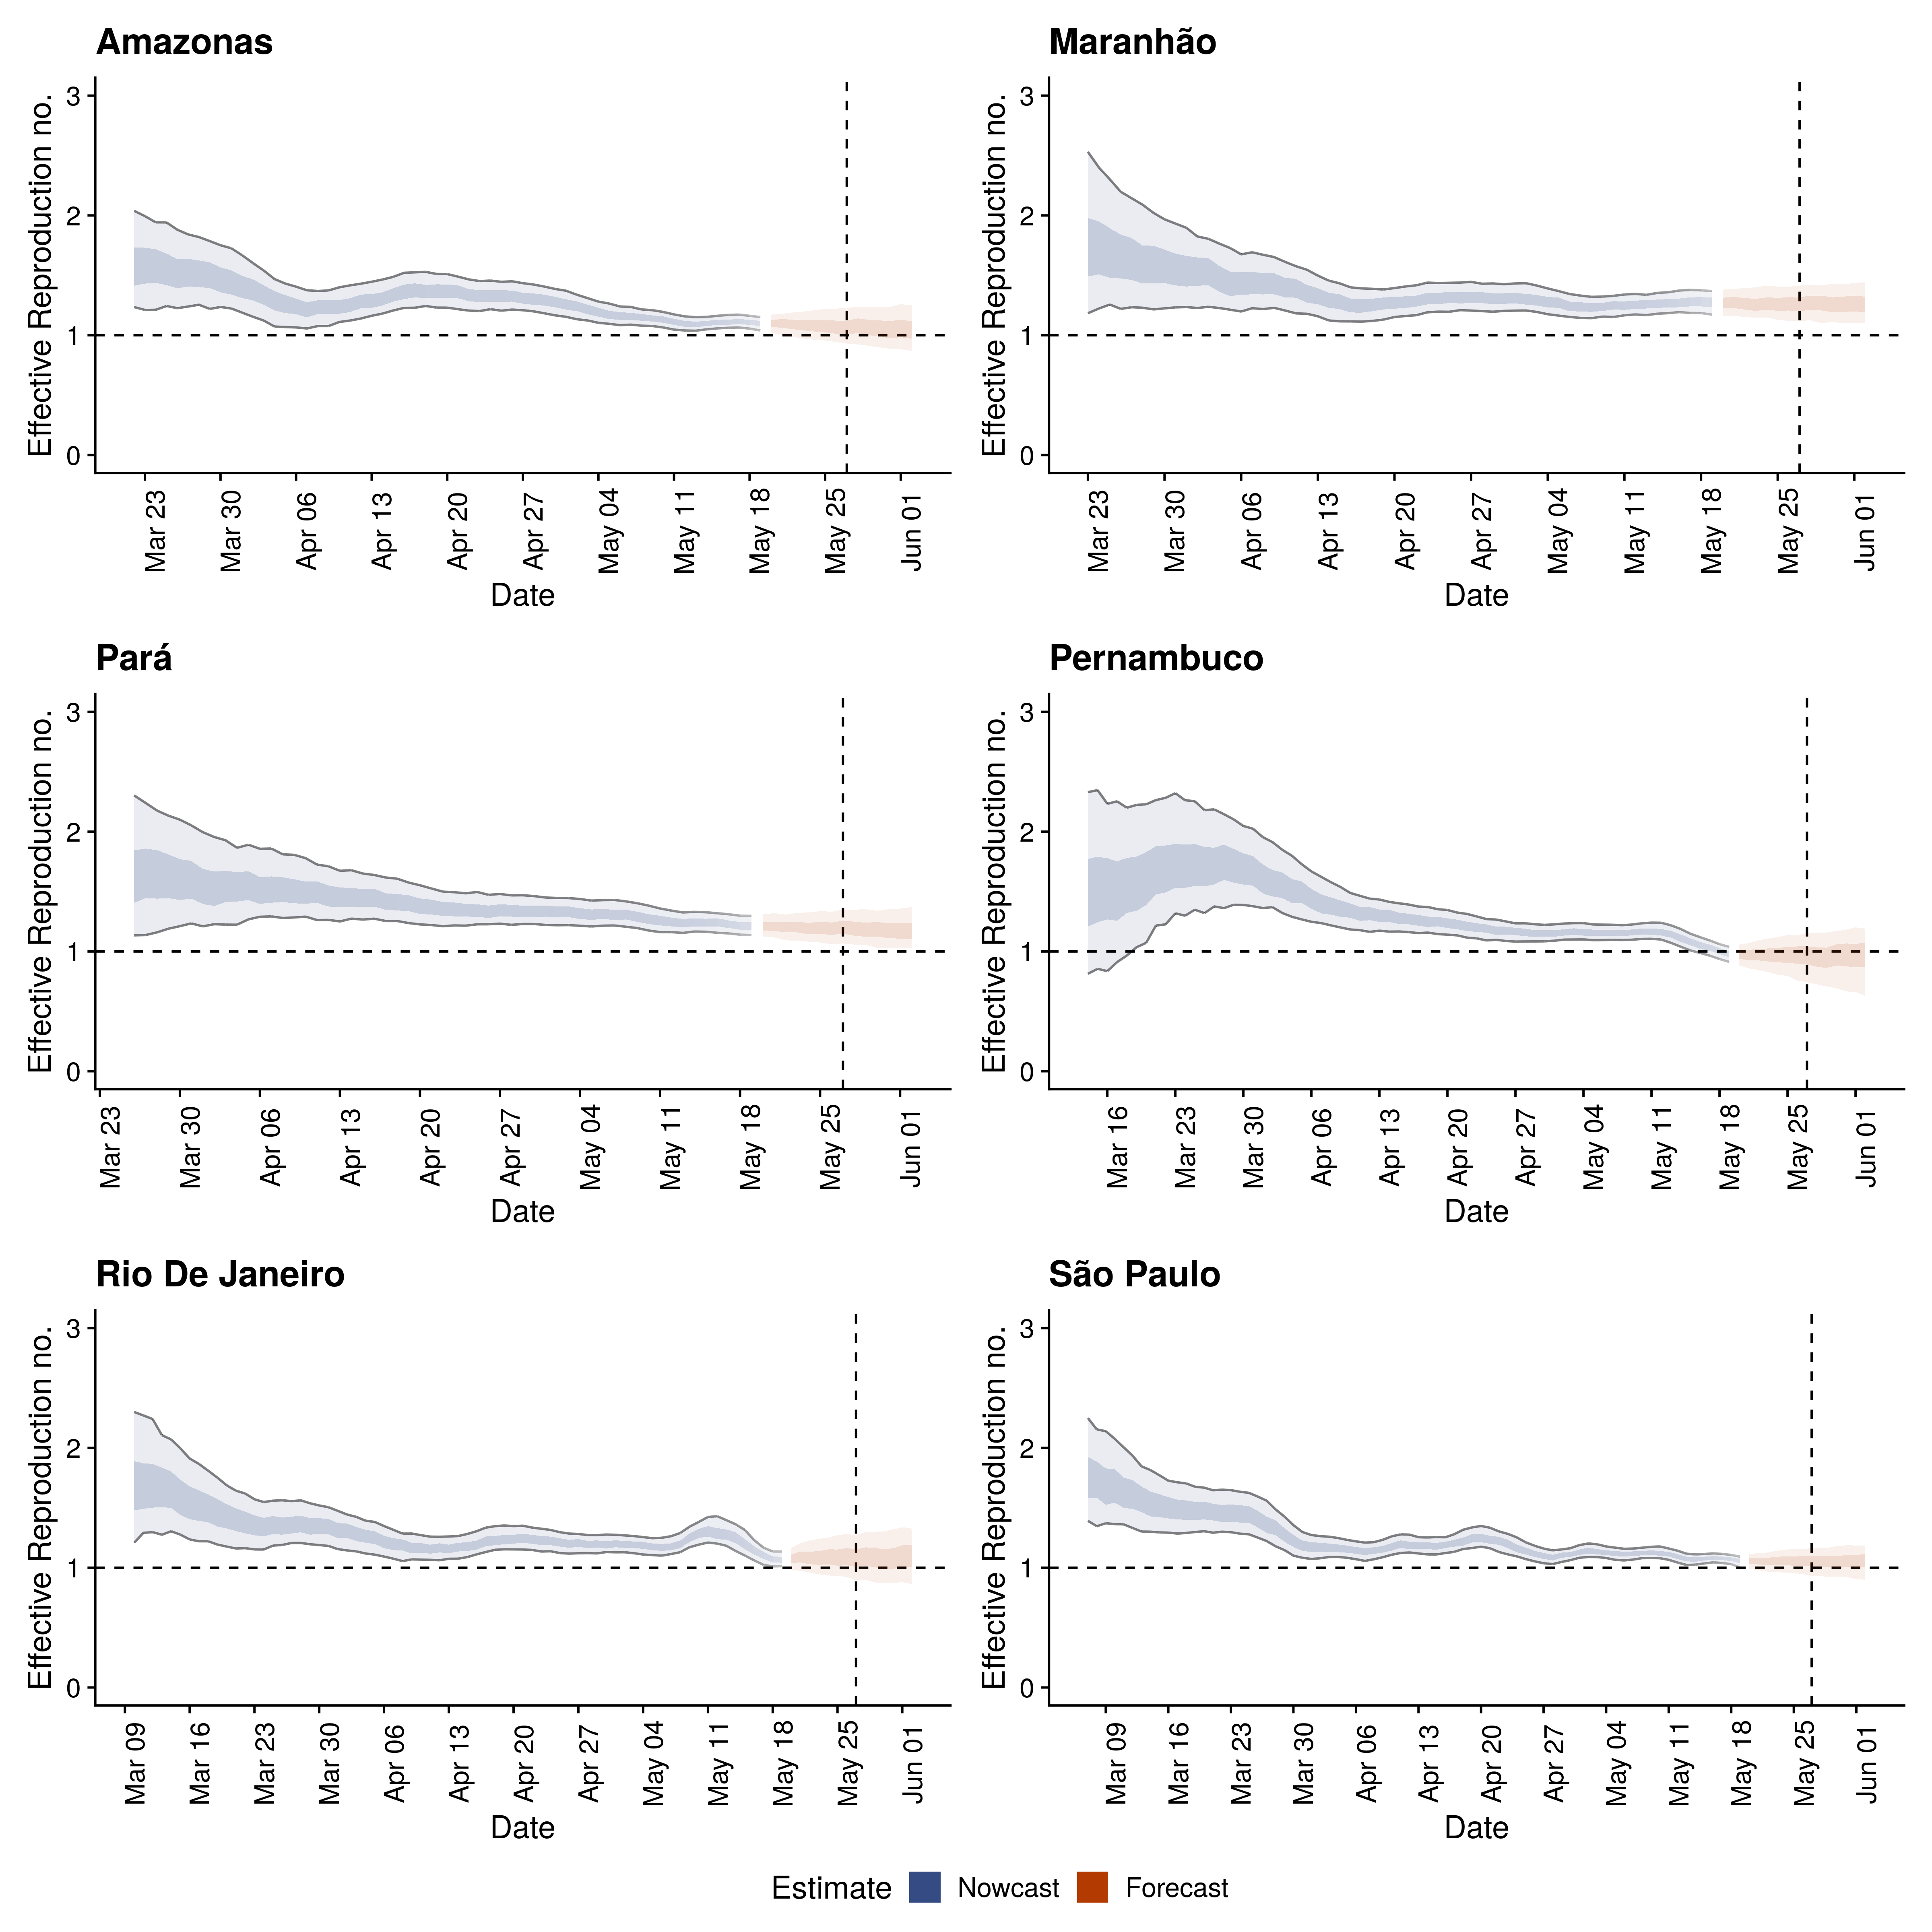 Amazonas
Effective Reproduction no.
3
2
1
0
Mar 23
Mar 30
Apr 06
Apr 13
Apr 20
Apr 27
May 04
May 11
May 18
May 25
Jun 01
Date
Maranhão
Effective Reproduction no.
3
2
1
0
Mar 23
Mar 30
Apr 06
Apr 13
Apr 20
Apr 27
May 04
May 11
May 18
May 25
Jun 01
Date
Pará
Effective Reproduction no.
3
2
1
0
Mar 23
Mar 30
Apr 06
Apr 13
Apr 20
Apr 27
May 04
May 11
May 18
May 25
Jun 01
Date
Pernambuco
Effective Reproduction no.
3
2
1
0
Mar 16
Mar 23
Mar 30
Apr 06
Apr 13
Apr 20
Apr 27
May 04
May 11
May 18
May 25
Jun 01
Date
Rio De Janeiro
Effective Reproduction no.
3
2
1
0
Mar 09
Mar 16
Mar 23
Mar 30
Apr 06
Apr 13
Apr 20
Apr 27
May 04
May 11
May 18
May 25
Jun 01
Date
São Paulo
Effective Reproduction no.
3
2
1
0
Mar 09
Mar 16
Mar 23
Mar 30
Apr 06
Apr 13
Apr 20
Apr 27
May 04
May 11
May 18
May 25
Jun 01
Date
Estimate Nowcast Forecast